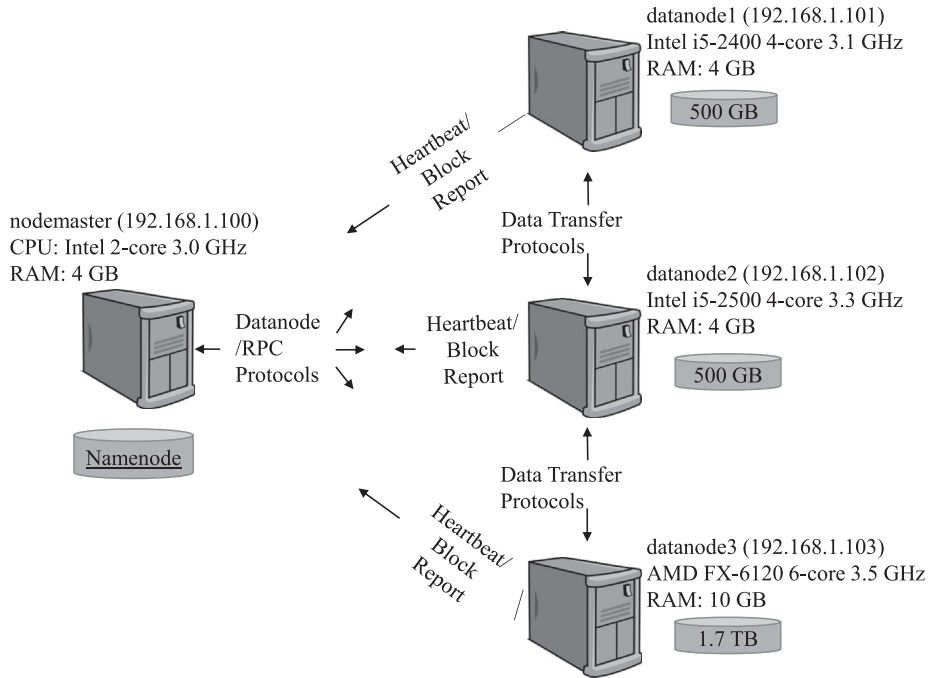 datanode1 (192.168.1.101)
Intel i5-2400 4-core 3.1 GHz
RAM: 4 GB
500 GB
Heartbeat/
Block
Report
Data Transfer
Protocols
nodemaster (192.168.1.100)
CPU: Intel 2-core 3.0 GHz
RAM: 4 GB
Datanode
/RPC
Protocols
Namenode
Heartbeat/
Block
Report
datanode2 (192.168.1.102)
Intel i5-2500 4-core 3.3 GHz
RAM: 4 GB
500 GB
Data Transfer
Protocols
Heartbeat/
Block
Report
datanode3 (192.168.1.103)
AMD FX-6120 6-core 3.5 GHz
RAM: 10 GB
1.7 TB